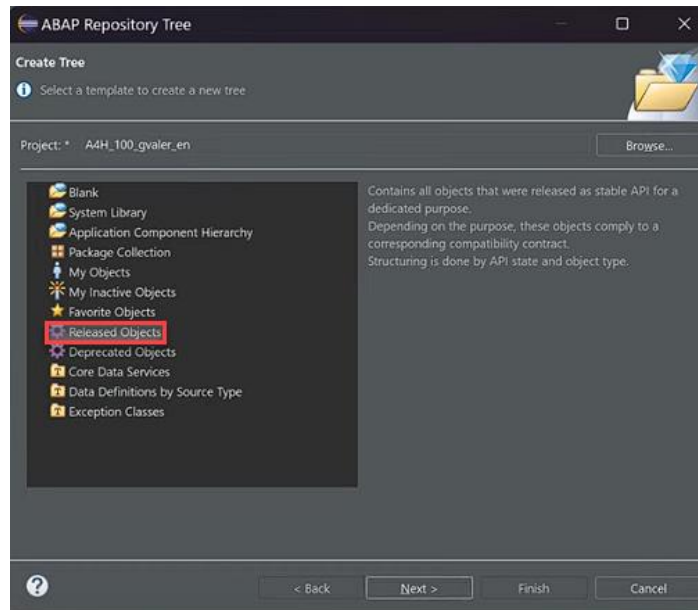 ABAP Repository Tree
Create Tree
Select a template to create a new tree
Project: * A4H_100_gvaler_en
Browse...
Blank
System Library
Application Component Hierarchy
Package Collection
My Objects
My Inactive Objects
Favorite Objects
Released Objects
Deprecated Objects
Core Data Services
Data Definitions by Source Type
Exception Classes
Contains all objects that were released as stable API for a
dedicated purpose.
Depending on the purpose, these objects comply to a
corresponding compatibility contract.
Structuring is done by API state and object type.
< Back
Next >
Finish
Cancel